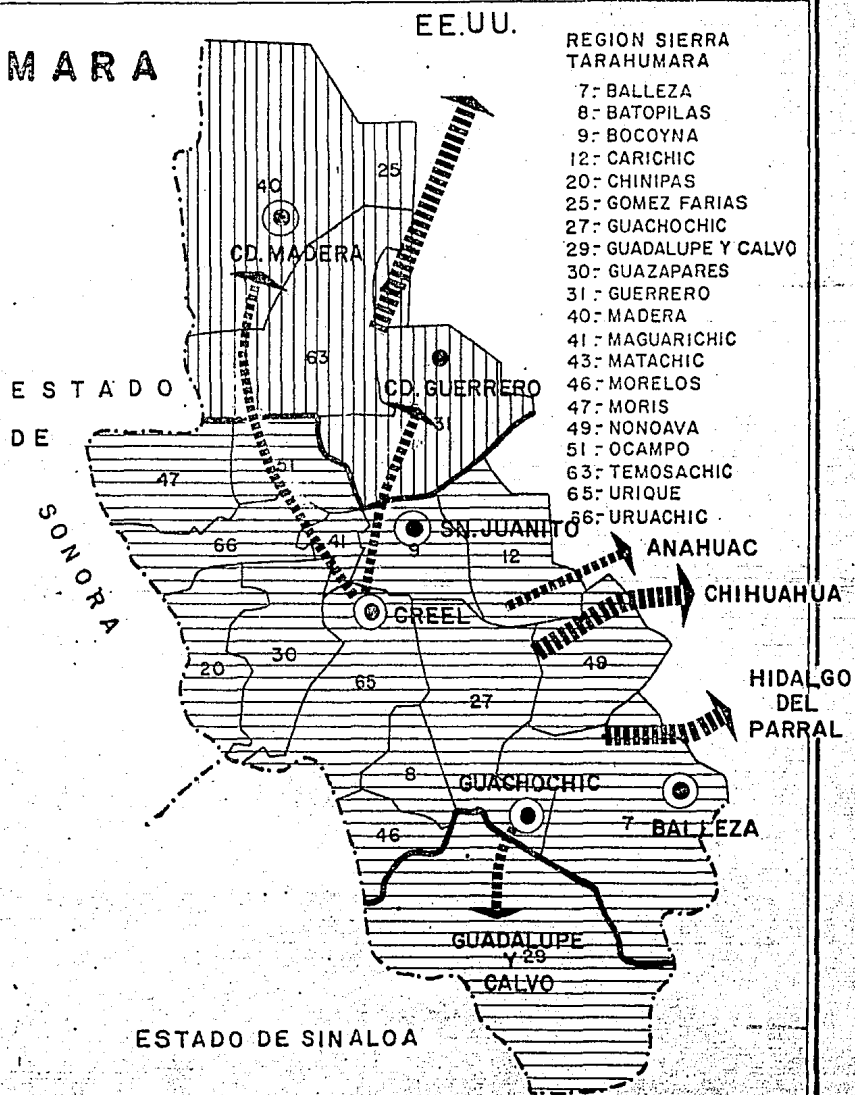 EE.UU.
MARA
REGION SIERRA
TARAHUMARA
7:- BALLEZA
8:- BATOPILAS
9:- BOCOYNA
12:- CARICHIC
20:- CHINIPAS
25:- GOMEZ FARIAS
27:- GUACHOCHIC
29:- GUADALUPE Y CALVO
30:- GUAZAPARES
31:- GUERRERO
40:- MADERA
41:- MAGUARICHIC
43:- MATACHIC
46:- MORELOS
47:- MORIS
49:- NONOAVA
51:- OCAMPO
63:- TEMOSACHIC
65:- URIQUE
66:- URUACHIC
25
40
CD. MADERA
63
CD. GUERRERO
31
ESTADO
DE
SONORA
47
51
66
41
SN. JUANITO
9
12
ANAHUAC
CHIHUAHUA
CREEL
20
30
65
27
49
HIDALGO
DEL
PARRAL
8
GUACHOCHIC
46
7
BALLEZA
GUADALUPE
Y 29
CALVO
ESTADO DE SINALOA